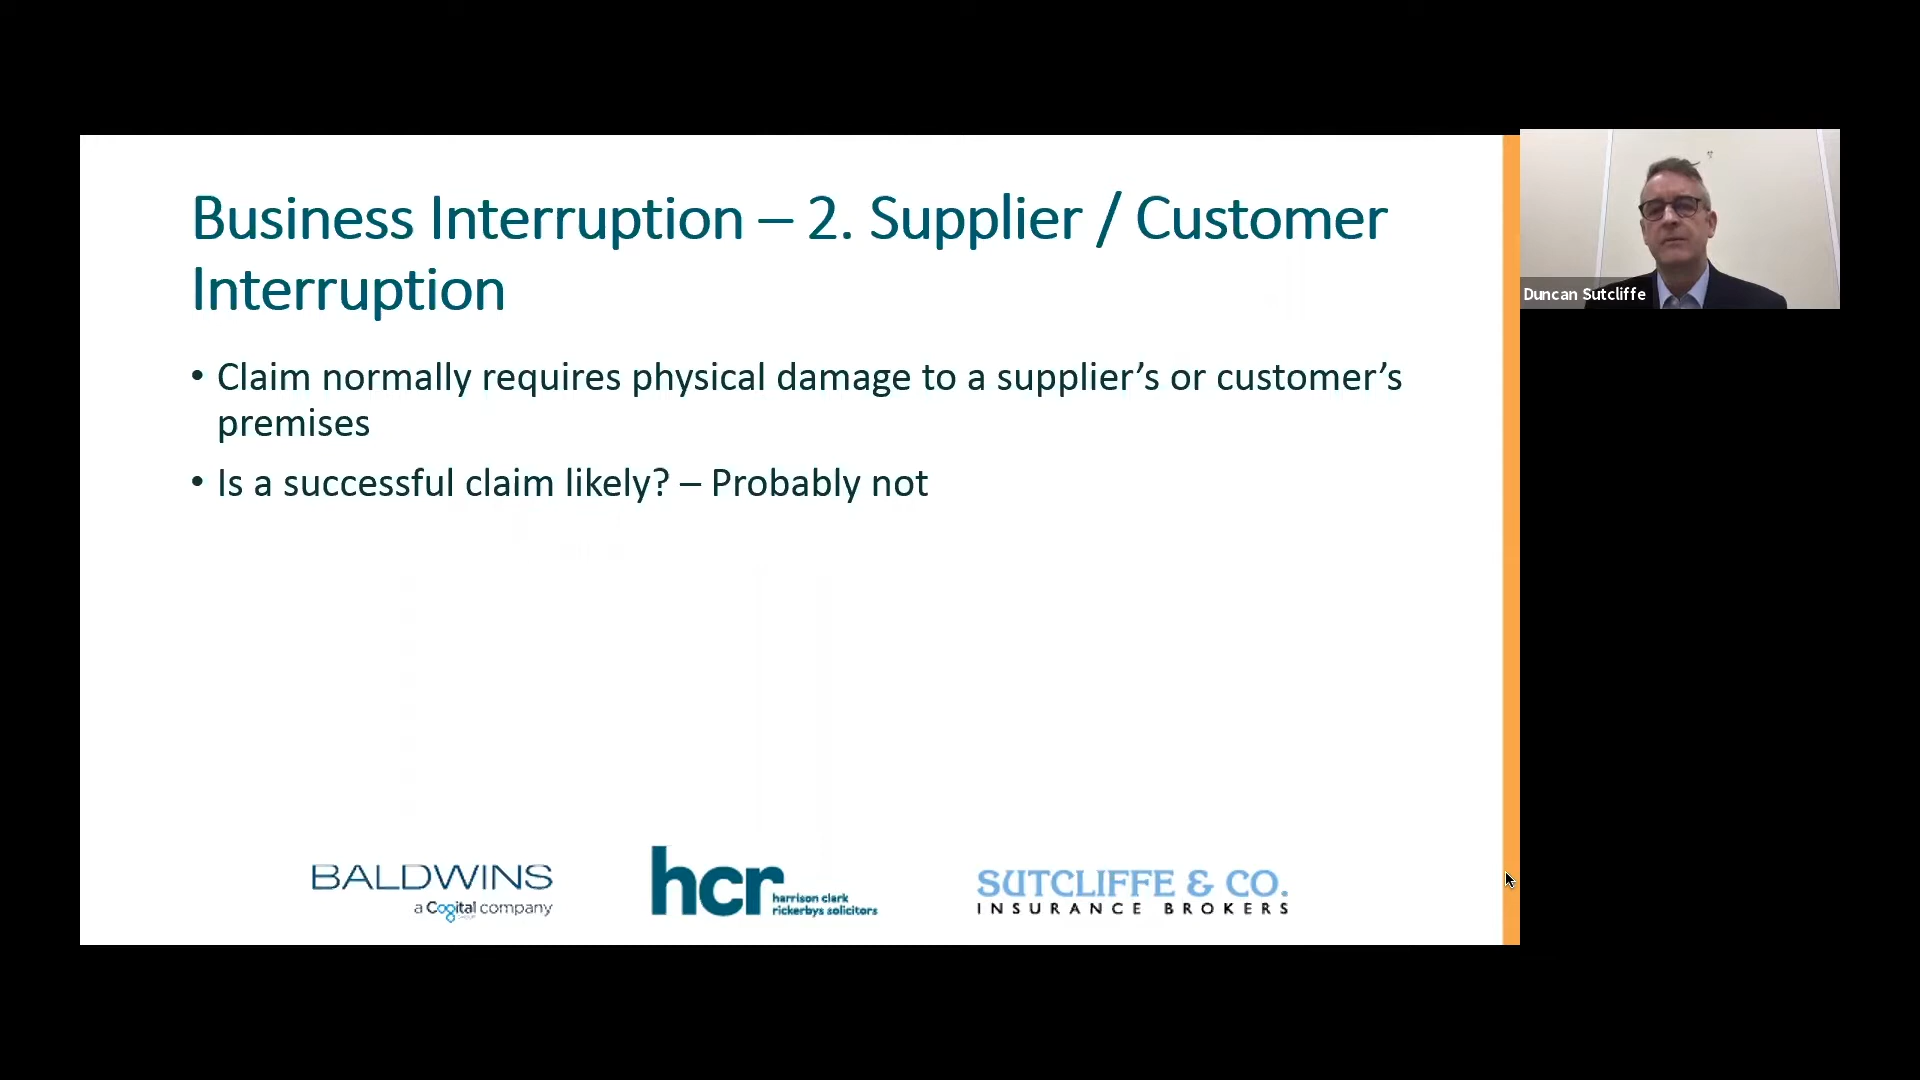 Business Interruption – 2. Supplier / Customer
Interruption
• Claim normally requires physical damage to a supplier’s or customer’s
premises
• Is a successful claim likely? – Probably not
Duncan Sutcliffe
BALDWINS
a Cogital company
hcr
harrison clark
rickerbys solicitors
SUTCLIFFE & CO.
INSURANCE BROKERS